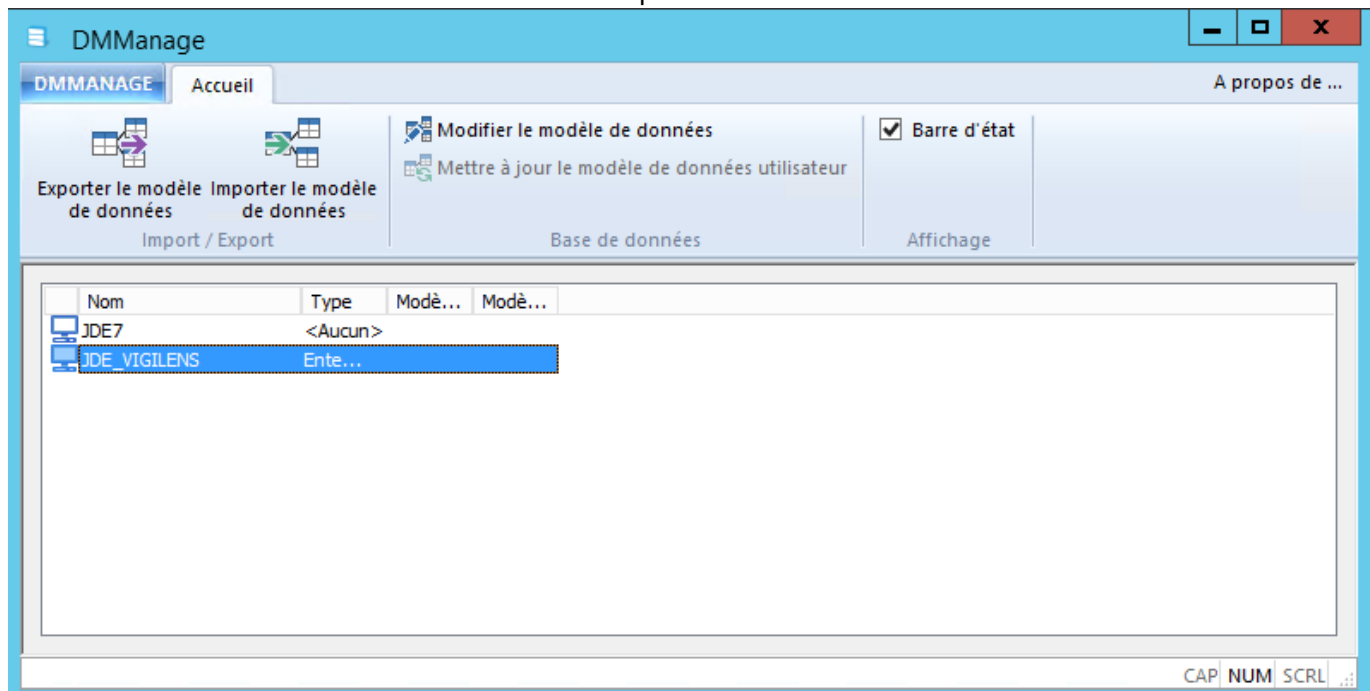 DMManage
DMMANAGE Accueil A propos de ...
Exporter le modèle de données
Importer le modèle de données
Import / Export
Modifier le modèle de données
Mettre à jour le modèle de données utilisateur
Base de données
Barre d'état
Affichage
Nom Type Modè... Modè...
JDE7 <Aucun>
JDE_VIGILENS Ente...
CAP NUM SCRL